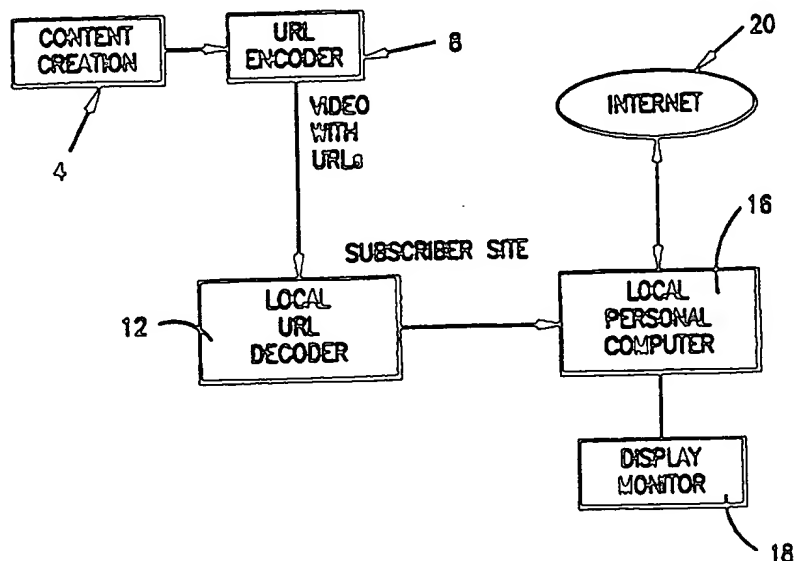 CONTENT
CREATION
URL
ENCODER
8
20
INTERNET
VIDEO
WITH
URLs
4
16
SUBSCRIBER SITE
12
LOCAL
URL
DECODER
LOCAL
PERSONAL
COMPUTER
DISPLAY
MONITOR
18